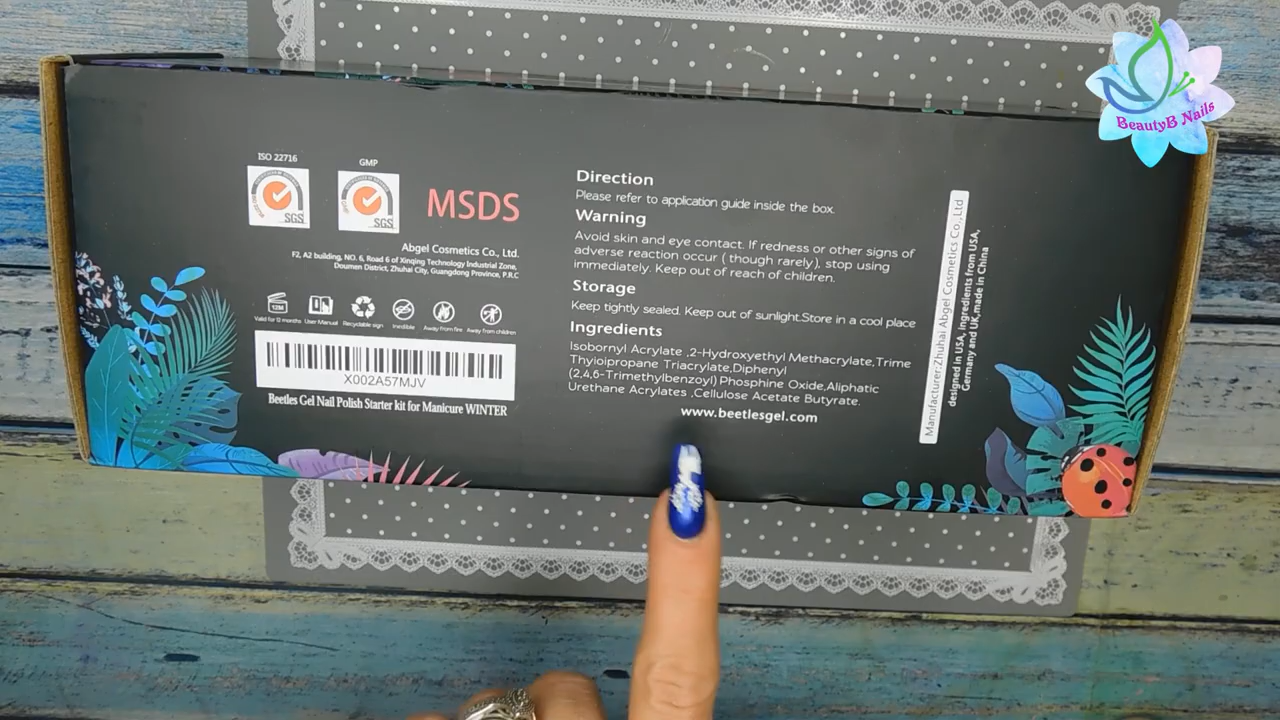 BeautyB Nails
ISO 22716
GMP
SGS
SGS
MSDS
Abgel Cosmetics Co., Ltd.
F2, A2 building, NO. 6, Road 6 of Xinqing Technology Industrial Zone,
Doumen District, Zhuhai City, Guangdong Province, P.R.C
12M
Valid for 12 months
User Manual
Recyclable sign
Inedible
Away from fire
Away from children
X002A57MJV
Beetles Gel Nail Polish Starter kit for Manicure WINTER
Direction
Please refer to application guide inside the box.
Warning
Avoid skin and eye contact. If redness or other signs of
adverse reaction occur ( though rarely), stop using
immediately. Keep out of reach of children.
Storage
Keep tightly sealed. Keep out of sunlight.Store in a cool place
Ingredients
Isobornyl Acrylate ,2-Hydroxyethyl Methacrylate,Trime
Thyioipropane Triacrylate,Diphenyl
(2,4,6-Trimethylbenzoyl) Phosphine Oxide,Aliphatic
Urethane Acrylates ,Cellulose Acetate Butyrate.
www.beetlesgel.com
Manufacturer:Zhuhai Abgel Cosmetics Co.,Ltd
designed in USA, ingredients from USA,
Germany and UK,made in China